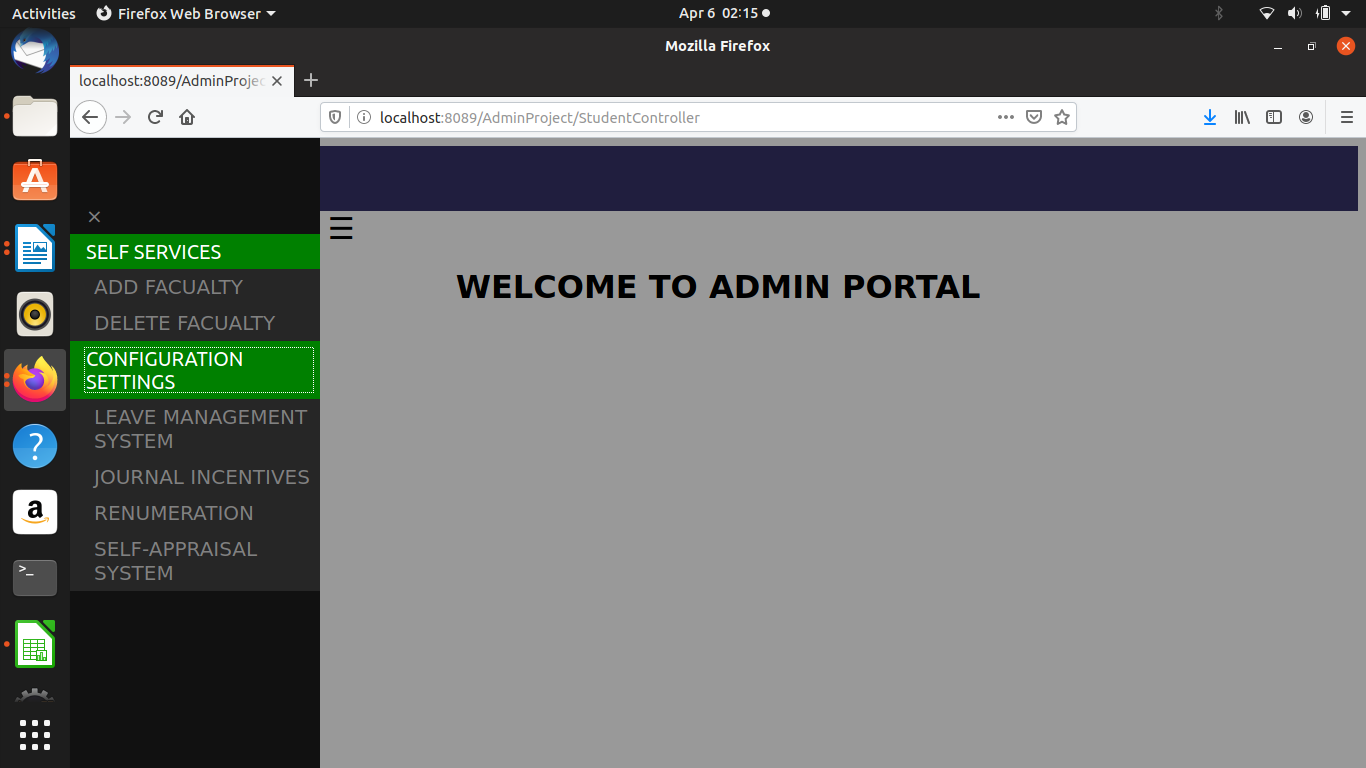 Activities
Firefox Web Browser
Apr 6 02:15
Mozilla Firefox
localhost:8089/AdminProjec
localhost:8089/AdminProject/StudentController
×
SELF SERVICES
ADD FACUALTY
DELETE FACUALTY
CONFIGURATION
SETTINGS
LEAVE MANAGEMENT
SYSTEM
JOURNAL INCENTIVES
RENUMERATION
SELF-APPRAISAL
SYSTEM
☰
WELCOME TO ADMIN PORTAL
?
a
>_